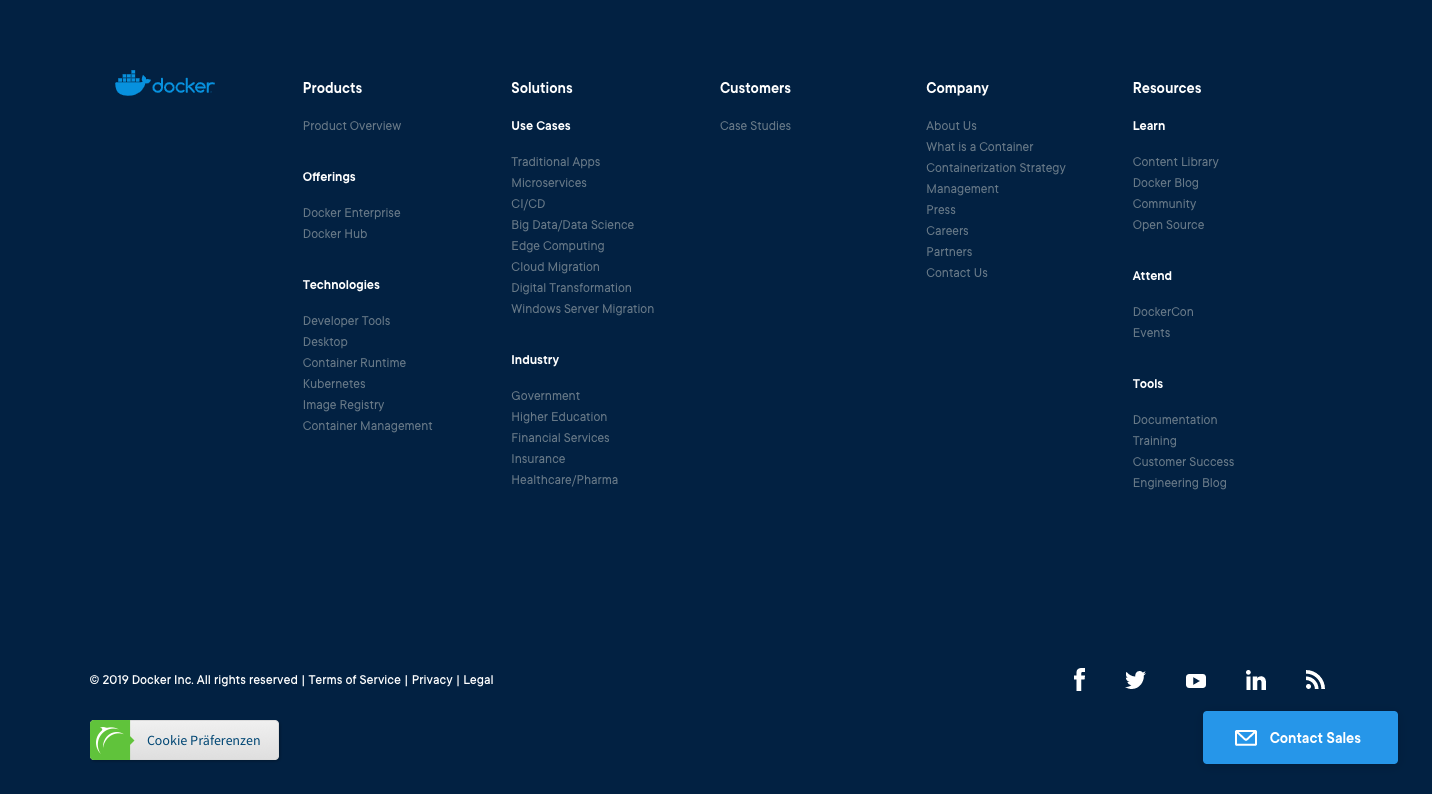 docker
Products
Product Overview
Offerings
Docker Enterprise
Docker Hub
Technologies
Developer Tools
Desktop
Container Runtime
Kubernetes
Image Registry
Container Management
Solutions
Use Cases
Traditional Apps
Microservices
CI/CD
Big Data/Data Science
Edge Computing
Cloud Migration
Digital Transformation
Windows Server Migration
Industry
Government
Higher Education
Financial Services
Insurance
Healthcare/Pharma
Customers
Case Studies
Company
About Us
What is a Container
Containerization Strategy
Management
Press
Careers
Partners
Contact Us
Resources
Learn
Content Library
Docker Blog
Community
Open Source
Attend
DockerCon
Events
Tools
Documentation
Training
Customer Success
Engineering Blog
© 2019 Docker Inc. All rights reserved | Terms of Service | Privacy | Legal
Cookie Präferenzen
Contact Sales